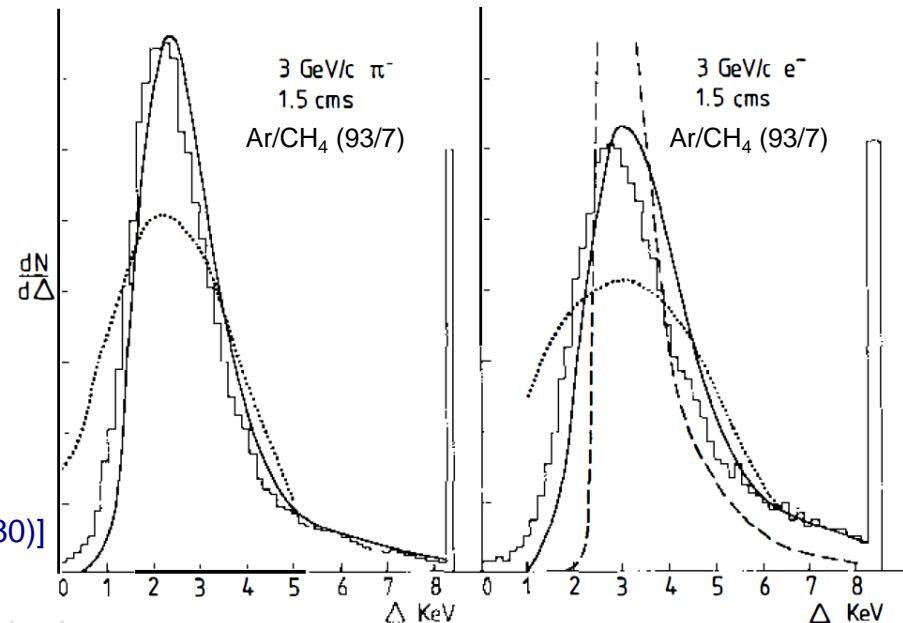 3 GeV/c π⁻
1.5 cms
Ar/CH₄ (93/7)
dN
dΔ
30)]
0 1 2 3 4 5 6 7 8
Δ KeV
3 GeV/c e⁻
1.5 cms
Ar/CH₄ (93/7)
0 1 2 3 4 5 6 7 8
Δ KeV